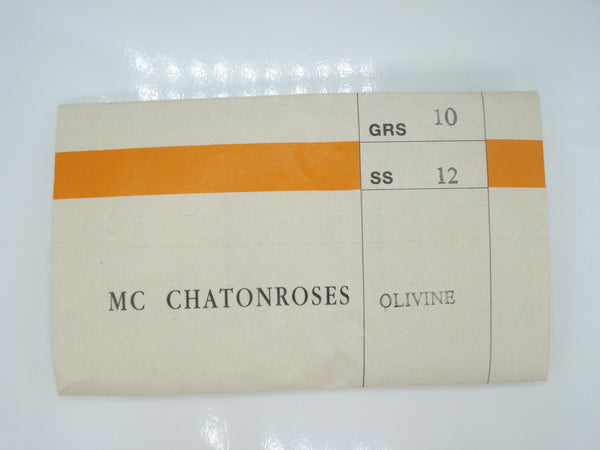 GRS 10
SS 12
MC CHATONROSES OLIVINE